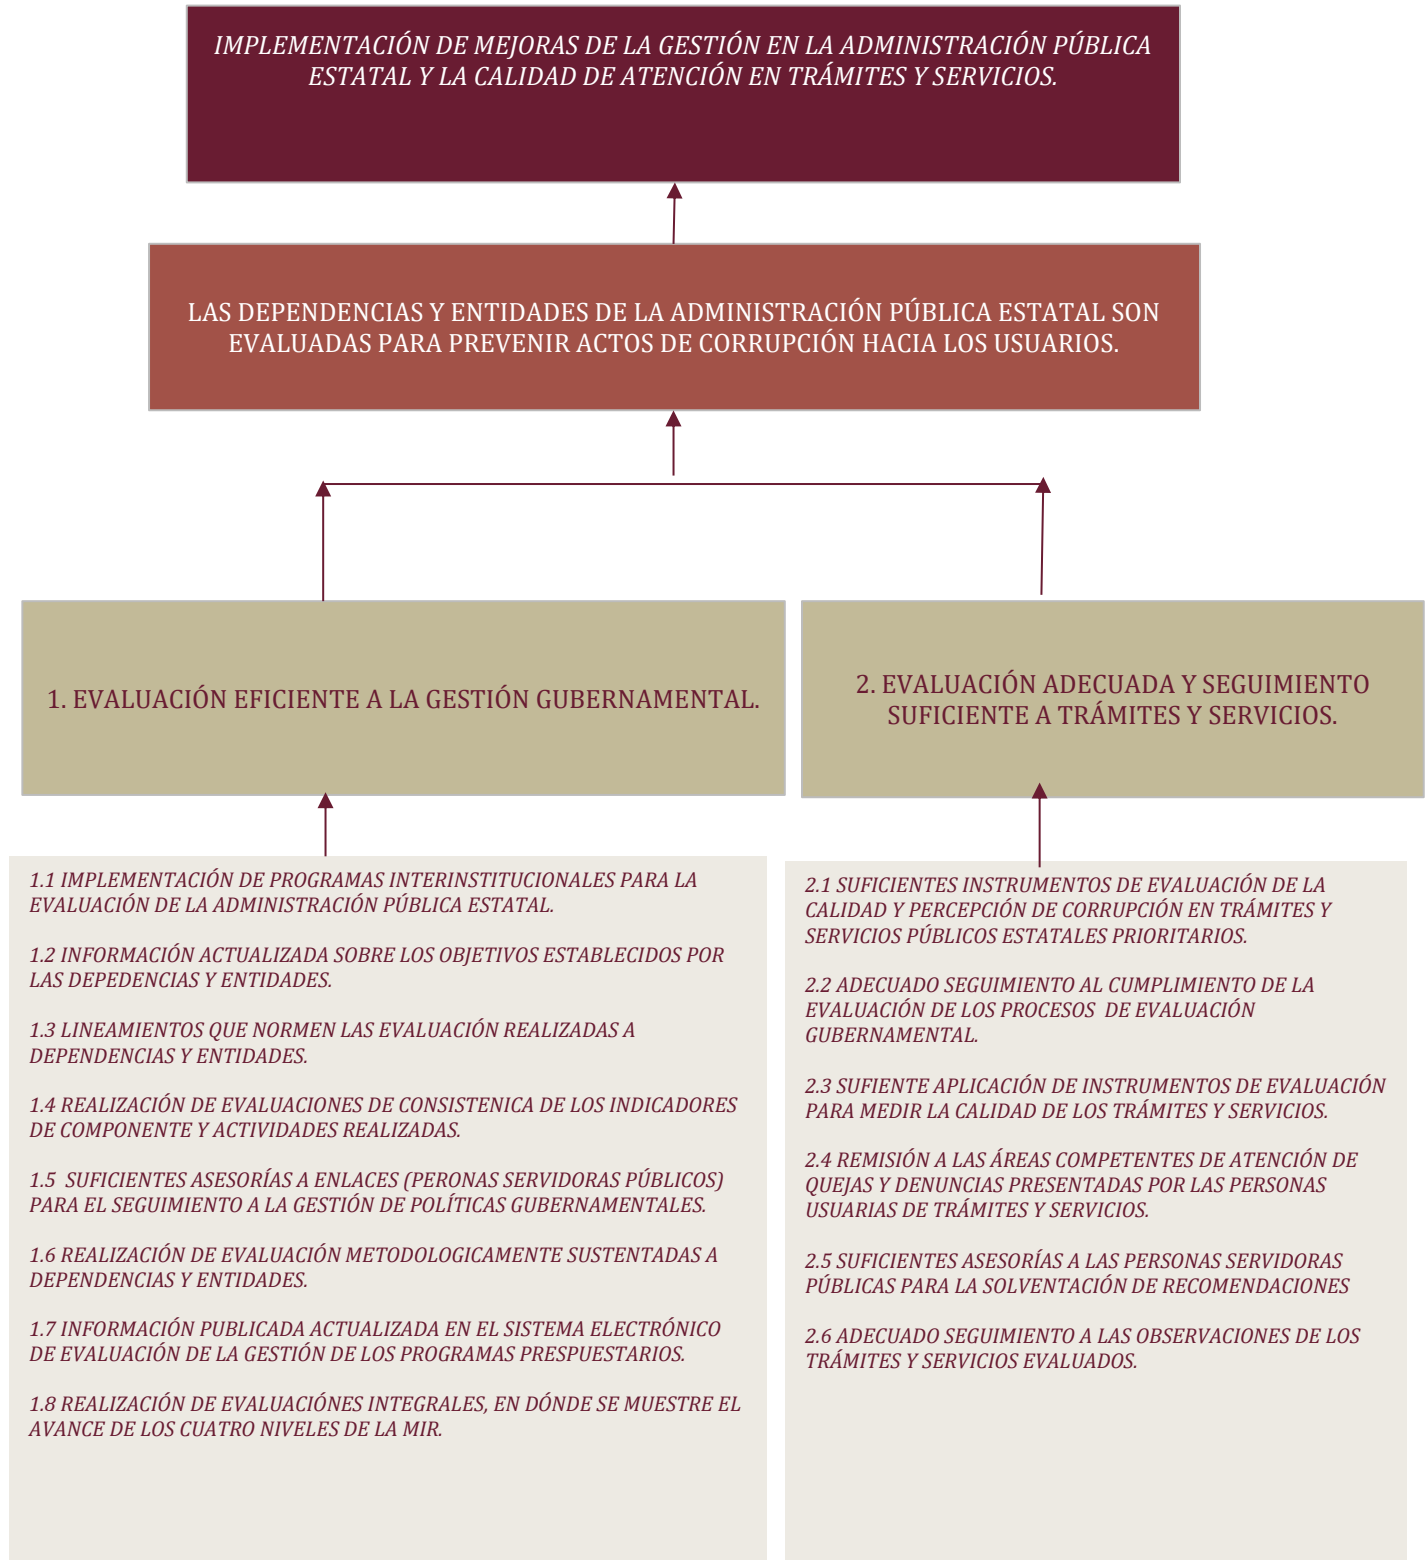 IMPLEMENTACIÓN DE MEJORAS DE LA GESTIÓN EN LA ADMINISTRACIÓN PÚBLICA
ESTATAL Y LA CALIDAD DE ATENCIÓN EN TRÁMITES Y SERVICIOS.
LAS DEPENDENCIAS Y ENTIDADES DE LA ADMINISTRACIÓN PÚBLICA ESTATAL SON
EVALUADAS PARA PREVENIR ACTOS DE CORRUPCIÓN HACIA LOS USUARIOS.
1. EVALUACIÓN EFICIENTE A LA GESTIÓN GUBERNAMENTAL.
2. EVALUACIÓN ADECUADA Y SEGUIMIENTO
SUFICIENTE A TRÁMITES Y SERVICIOS.
1.1 IMPLEMENTACIÓN DE PROGRAMAS INTERINSTITUCIONALES PARA LA
EVALUACIÓN DE LA ADMINISTRACIÓN PÚBLICA ESTATAL.
1.2 INFORMACIÓN ACTUALIZADA SOBRE LOS OBJETIVOS ESTABLECIDOS POR
LAS DEPEDENCIAS Y ENTIDADES.
1.3 LINEAMIENTOS QUE NORMEN LAS EVALUACIÓN REALIZADAS A
DEPENDENCIAS Y ENTIDADES.
1.4 REALIZACIÓN DE EVALUACIONES DE CONSISTENICA DE LOS INDICADORES
DE COMPONENTE Y ACTIVIDADES REALIZADAS.
1.5 SUFICIENTES ASESORÍAS A ENLACES (PERONAS SERVIDORAS PÚBLICOS)
PARA EL SEGUIMIENTO A LA GESTIÓN DE POLÍTICAS GUBERNAMENTALES.
1.6 REALIZACIÓN DE EVALUACIÓN METODOLOGICAMENTE SUSTENTADAS A
DEPENDENCIAS Y ENTIDADES.
1.7 INFORMACIÓN PUBLICADA ACTUALIZADA EN EL SISTEMA ELECTRÓNICO
DE EVALUACIÓN DE LA GESTIÓN DE LOS PROGRAMAS PRESPUESTARIOS.
1.8 REALIZACIÓN DE EVALUACIÓNES INTEGRALES, EN DÓNDE SE MUESTRE EL
AVANCE DE LOS CUATRO NIVELES DE LA MIR.
2.1 SUFICIENTES INSTRUMENTOS DE EVALUACIÓN DE LA
CALIDAD Y PERCEPCIÓN DE CORRUPCIÓN EN TRÁMITES Y
SERVICIOS PÚBLICOS ESTATALES PRIORITARIOS.
2.2 ADECUADO SEGUIMIENTO AL CUMPLIMIENTO DE LA
EVALUACIÓN DE LOS PROCESOS DE EVALUACIÓN
GUBERNAMENTAL.
2.3 SUFIENTE APLICACIÓN DE INSTRUMENTOS DE EVALUACIÓN
PARA MEDIR LA CALIDAD DE LOS TRÁMITES Y SERVICIOS.
2.4 REMISIÓN A LAS ÁREAS COMPETENTES DE ATENCIÓN DE
QUEJAS Y DENUNCIAS PRESENTADAS POR LAS PERSONAS
USUARIAS DE TRÁMITES Y SERVICIOS.
2.5 SUFICIENTES ASESORÍAS A LAS PERSONAS SERVIDORAS
PÚBLICAS PARA LA SOLVENTACIÓN DE RECOMENDACIONES
2.6 ADECUADO SEGUIMIENTO A LAS OBSERVACIONES DE LOS
TRÁMITES Y SERVICIOS EVALUADOS.